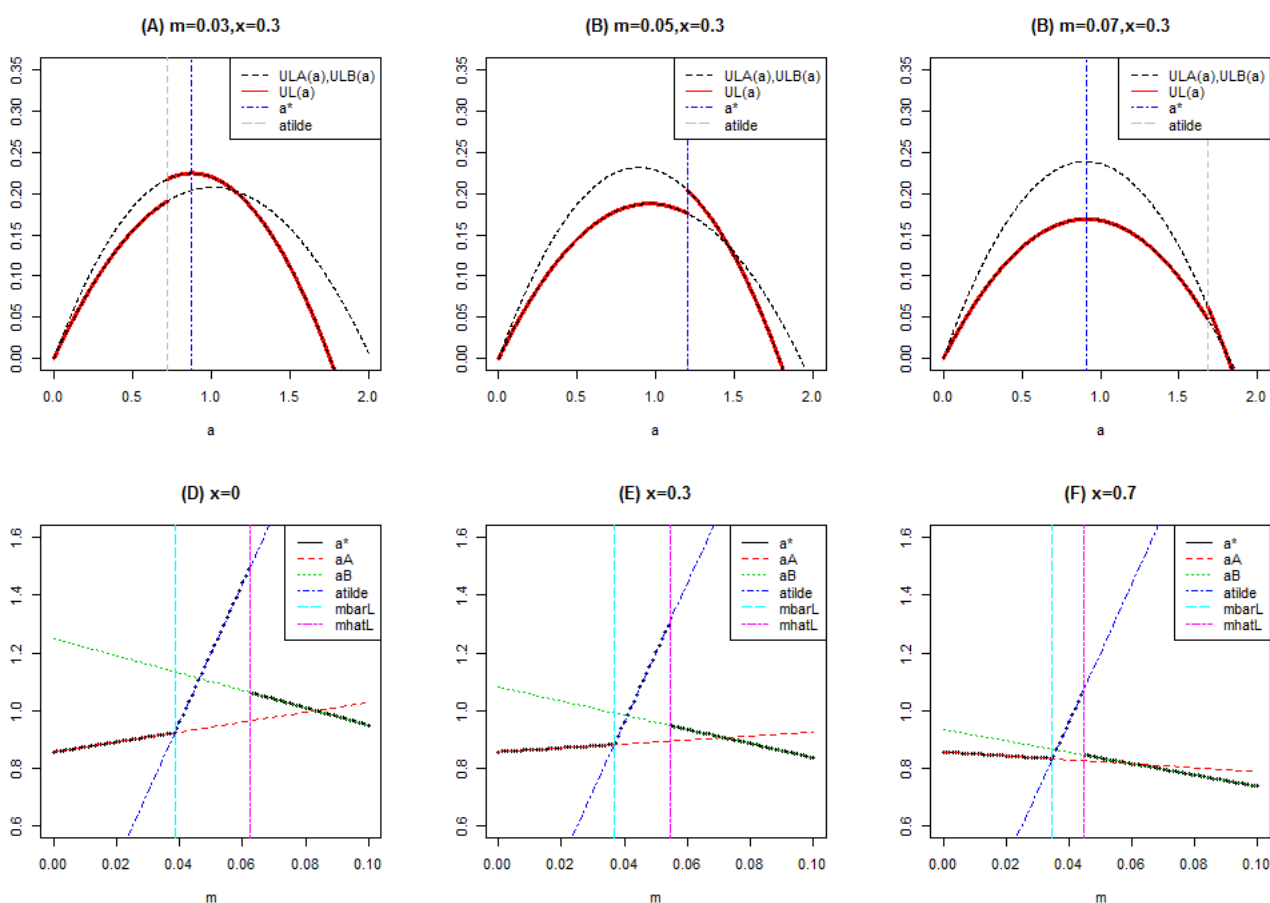 (A) m=0.03,x=0.3
0.00 0.05 0.10 0.15 0.20 0.25 0.30 0.35
ULA(a),ULB(a)
UL(a)
a*
atilde
0.0 0.5 1.0 1.5 2.0
a
(B) m=0.05,x=0.3
0.00 0.05 0.10 0.15 0.20 0.25 0.30 0.35
ULA(a),ULB(a)
UL(a)
a*
atilde
0.0 0.5 1.0 1.5 2.0
a
(B) m=0.07,x=0.3
0.00 0.05 0.10 0.15 0.20 0.25 0.30 0.35
ULA(a),ULB(a)
UL(a)
a*
atilde
0.0 0.5 1.0 1.5 2.0
a
(D) x=0
0.6 0.8 1.0 1.2 1.4 1.6
a*
aA
aB
atilde
mbarL
mhatL
0.00 0.02 0.04 0.06 0.08 0.10
m
(E) x=0.3
0.6 0.8 1.0 1.2 1.4 1.6
a*
aA
aB
atilde
mbarL
mhatL
0.00 0.02 0.04 0.06 0.08 0.10
m
(F) x=0.7
0.6 0.8 1.0 1.2 1.4 1.6
a*
aA
aB
atilde
mbarL
mhatL
0.00 0.02 0.04 0.06 0.08 0.10
m